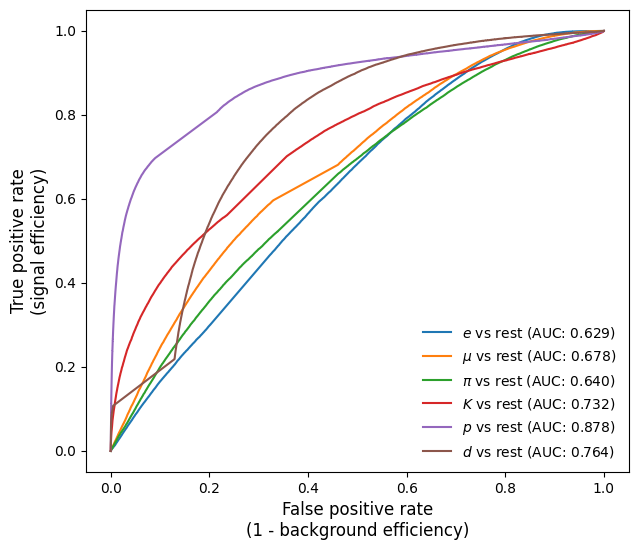 True positive rate
(signal efficiency)
1.0
0.8
0.6
0.4
0.2
0.0
e vs rest (AUC: 0.629)
μ vs rest (AUC: 0.678)
π vs rest (AUC: 0.640)
K vs rest (AUC: 0.732)
p vs rest (AUC: 0.878)
d vs rest (AUC: 0.764)
0.0 0.2 0.4 0.6 0.8 1.0
False positive rate
(1 - background efficiency)